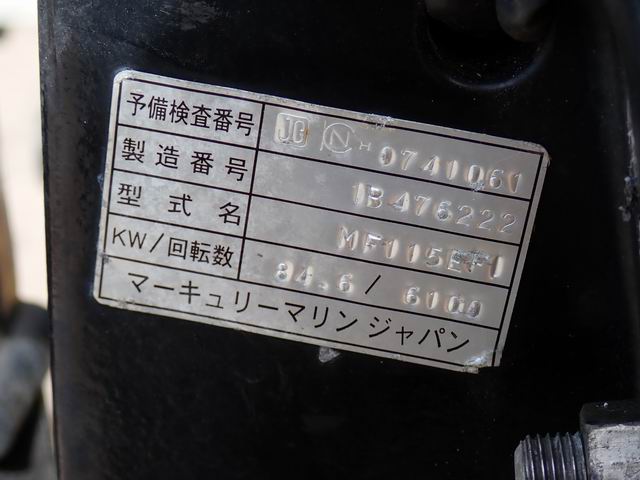 予備検査番号 JG N H 0741061
製造番号 1B476222
型式名 MF115EFI
KW/回転数 84.6/6100
マーキュリーマリンジャパン